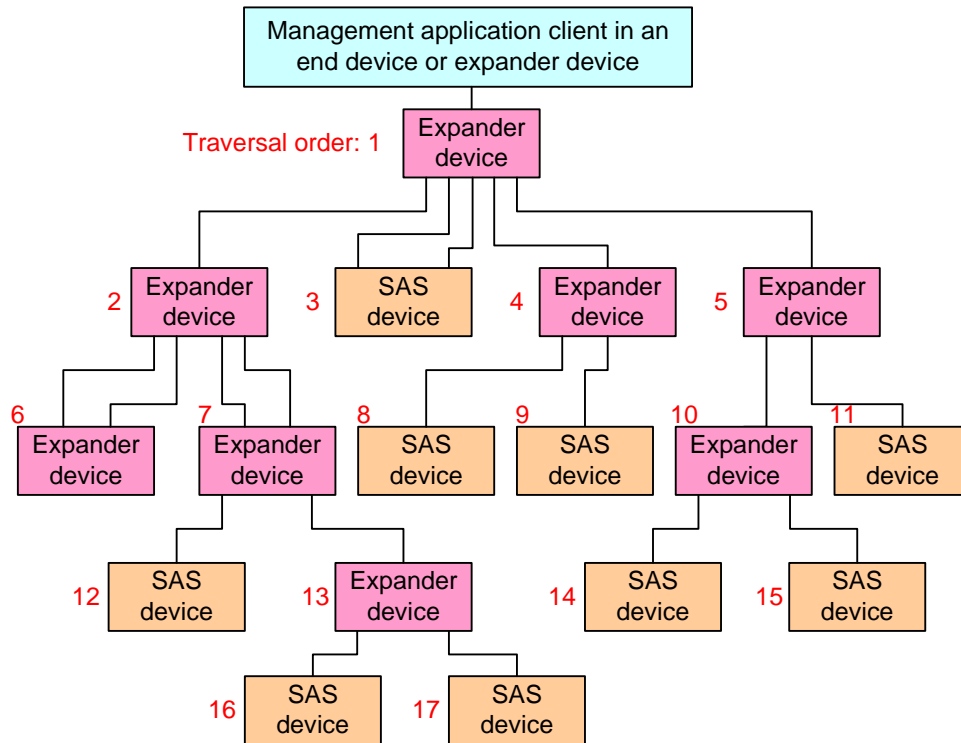 Management application client in an
end device or expander device
Traversal order: 1
Expander
device
2
Expander
device
3
SAS
device
4
Expander
device
5
Expander
device
6
Expander
device
7
Expander
device
8
SAS
device
9
SAS
device
10
Expander
device
11
SAS
device
12
SAS
device
13
Expander
device
14
SAS
device
15
SAS
device
16
SAS
device
17
SAS
device